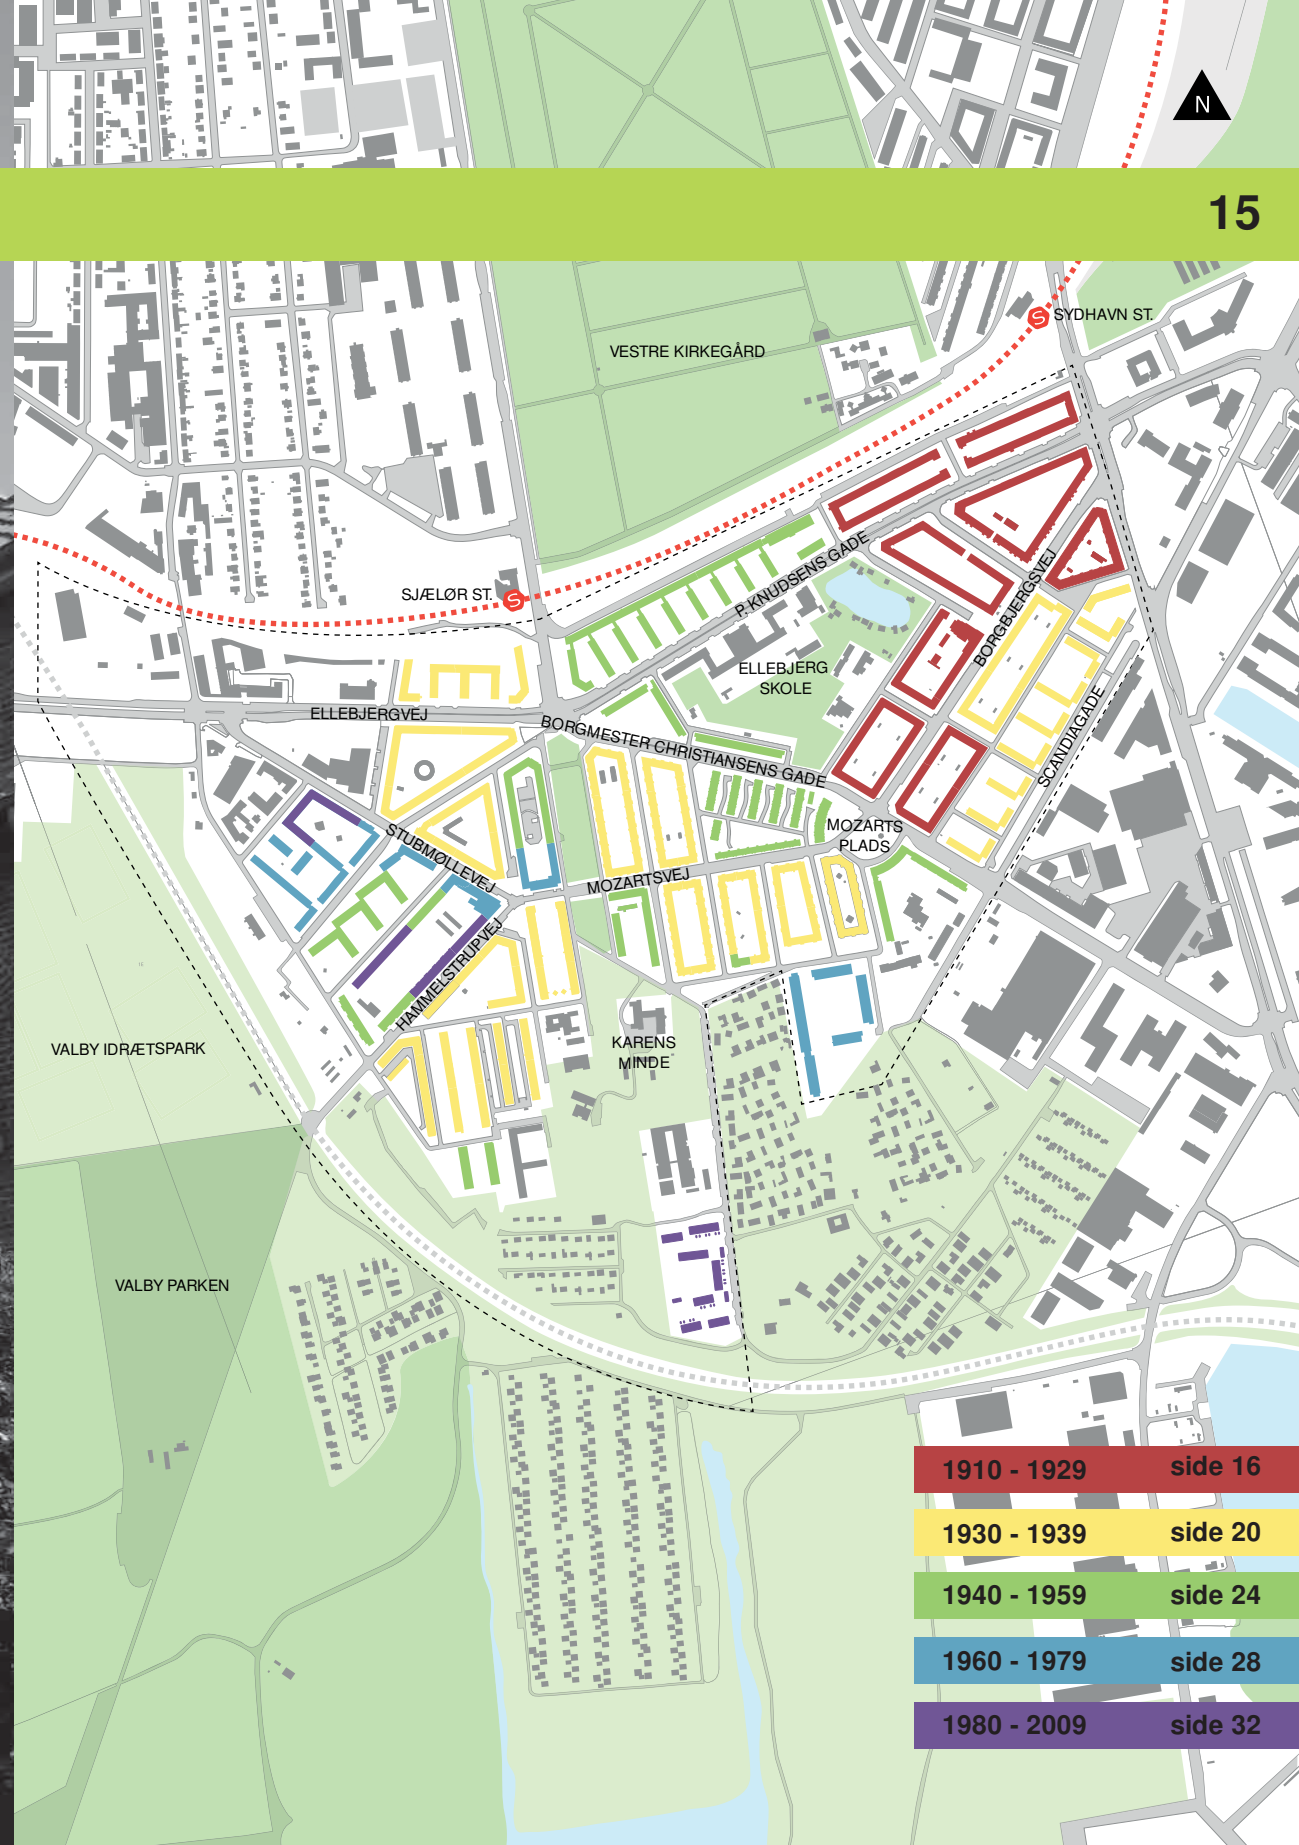 N
15
S SYDHAVN ST.
VESTRE KIRKEGÅRD
SJÆLØR ST. S
P. KNUDSENS GADE
BORGBJERGSVEJ
ELLEBJERG
SKOLE
SCANDIAGADE
ELLEBJERGVEJ
BORGMESTER CHRISTIANSENS GADE
MOZARTS
PLADS
STUBMØLLEVEJ
MOZARTSVEJ
HAMMELSTRUPVEJ
VALBY IDRÆTSPARK
KARENS
MINDE
VALBY PARKEN
1910 - 1929 side 16
1930 - 1939 side 20
1940 - 1959 side 24
1960 - 1979 side 28
1980 - 2009 side 32